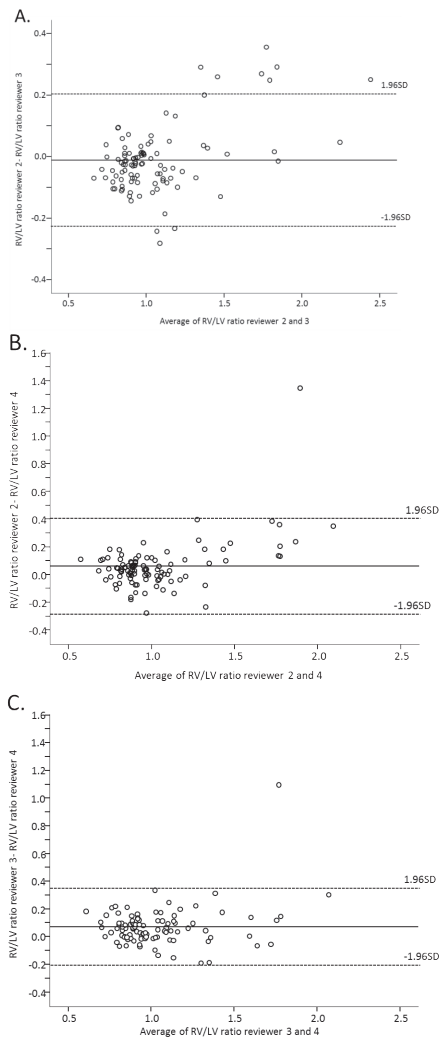 A.
0.4
0.2
0.0
-0.2
-0.4
RV/LV ratio reviewer 2- RV/LV ratio reviewer 3
1.96SD
-1.96SD
0.5 1.0 1.5 2.0 2.5
Average of RV/LV ratio reviewer 2 and 3
B.
1.6
1.4
1.2
1.0
0.8
0.6
0.4
0.2
0.0
-0.2
-0.4
RV/LV ratio reviewer 2- RV/LV ratio reviewer 4
1.96SD
-1.96SD
0.5 1.0 1.5 2.0 2.5
Average of RV/LV ratio reviewer 2 and 4
C.
1.6
1.4
1.2
1.0
0.8
0.6
0.4
0.2
0.0
-0.2
-0.4
RV/LV ratio reviewer 3- RV/LV ratio reviewer 4
1.96SD
-1.96SD
0.5 1.0 1.5 2.0 2.5
Average of RV/LV ratio reviewer 3 and 4